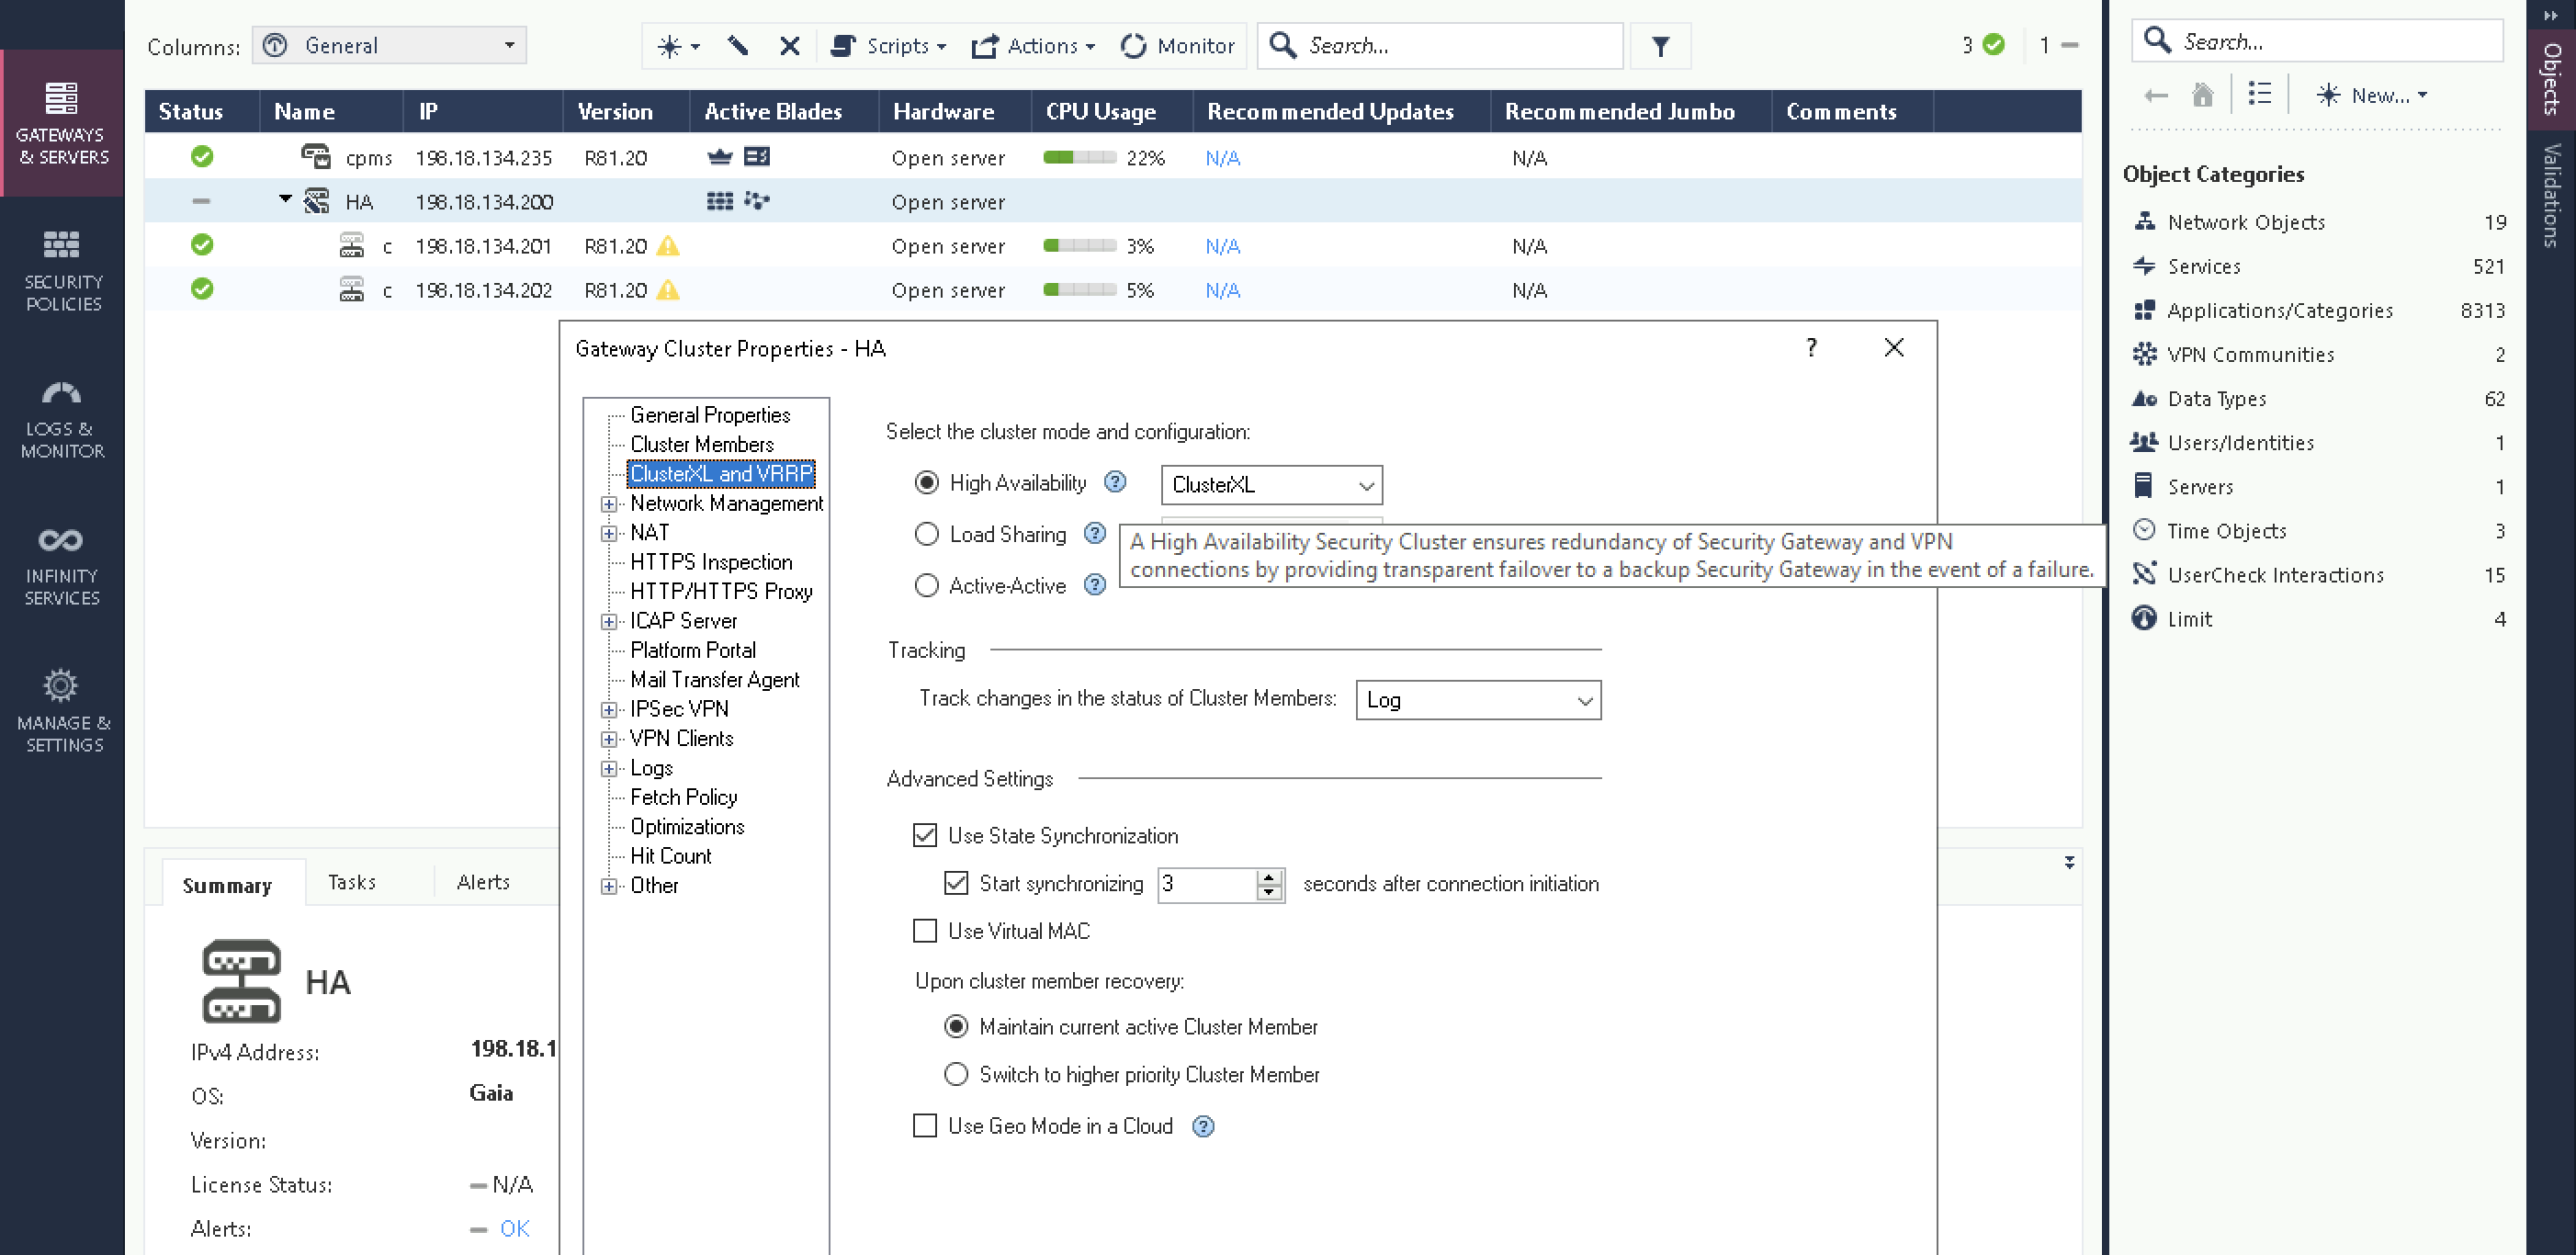 Columns:
General
Scripts
Actions
Monitor
Search...
3
1
Status
Name
IP
Version
Active Blades
Hardware
CPU Usage
Recommended Updates
Recommended Jumbo
Comments
cpms 198.18.134.235 R81.20 Open server 22% N/A N/A
HA 198.18.134.200 Open server
c 198.18.134.201 R81.20 Open server 3% N/A N/A
c 198.18.134.202 R81.20 Open server 5% N/A N/A
GATEWAYS
& SERVERS
SECURITY
POLICIES
LOGS &
MONITOR
INFINITY
SERVICES
MANAGE &
SETTINGS
Gateway Cluster Properties - HA
?
General Properties
Cluster Members
ClusterXL and VRRP
Network Management
NAT
HTTPS Inspection
HTTP/HTTPS Proxy
ICAP Server
Platform Portal
Mail Transfer Agent
IPSec VPN
VPN Clients
Logs
Fetch Policy
Optimizations
Hit Count
Other
Select the cluster mode and configuration:
High Availability ? ClusterXL
Load Sharing ?
Active-Active ?
A High Availability Security Cluster ensures redundancy of Security Gateway and VPN
connections by providing transparent failover to a backup Security Gateway in the event of a failure.
Tracking
Track changes in the status of Cluster Members: Log
Advanced Settings
Use State Synchronization
Start synchronizing 3 seconds after connection initiation
Use Virtual MAC
Upon cluster member recovery:
Maintain current active Cluster Member
Switch to higher priority Cluster Member
Use Geo Mode in a Cloud ?
Summary
Tasks
Alerts
HA
IPv4 Address: 198.18.1
OS: Gaia
Version:
License Status: N/A
Alerts: OK
Search...
New...
Object Categories
Network Objects 19
Services 521
Applications/Categories 8313
VPN Communities 2
Data Types 62
Users/Identities 1
Servers 1
Time Objects 3
UserCheck Interactions 15
Limit 4
Objects
Validations